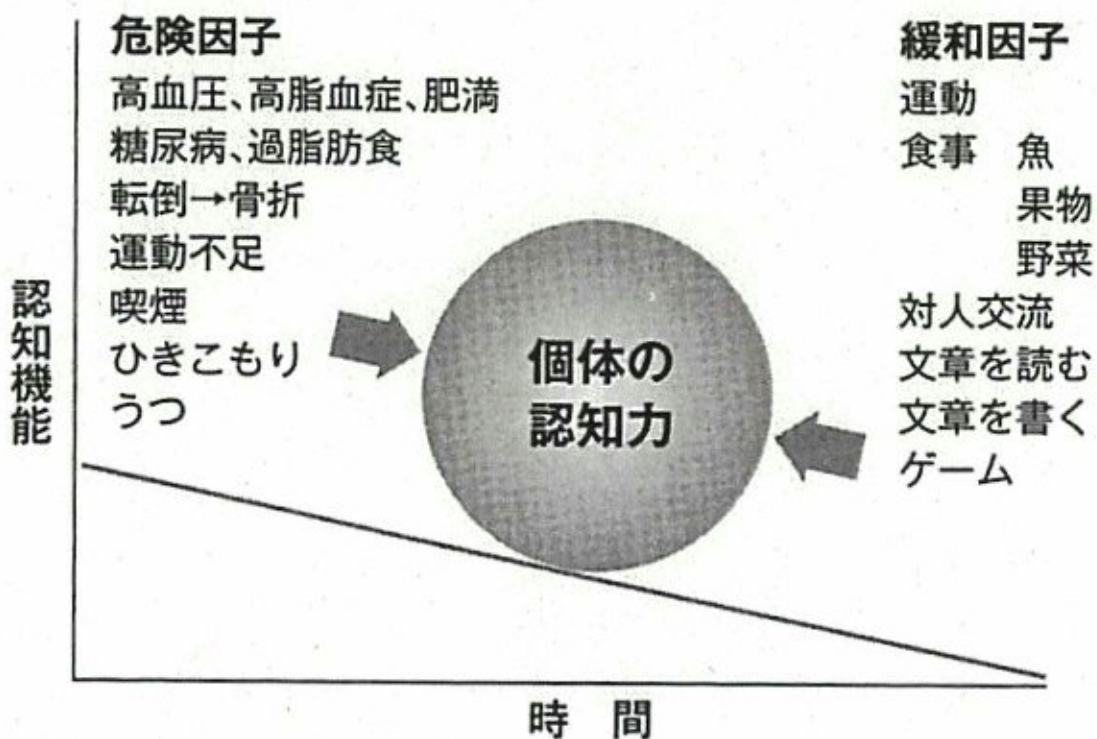 危険因子
高血圧、高脂血症、肥満
糖尿病、過脂肪食
転倒→骨折
運動不足
喫煙
ひきこもり
うつ
緩和因子
運動
食事 魚
果物
野菜
対人交流
文章を読む
文章を書く
ゲーム
個体の
認知力
認知機能
時 間